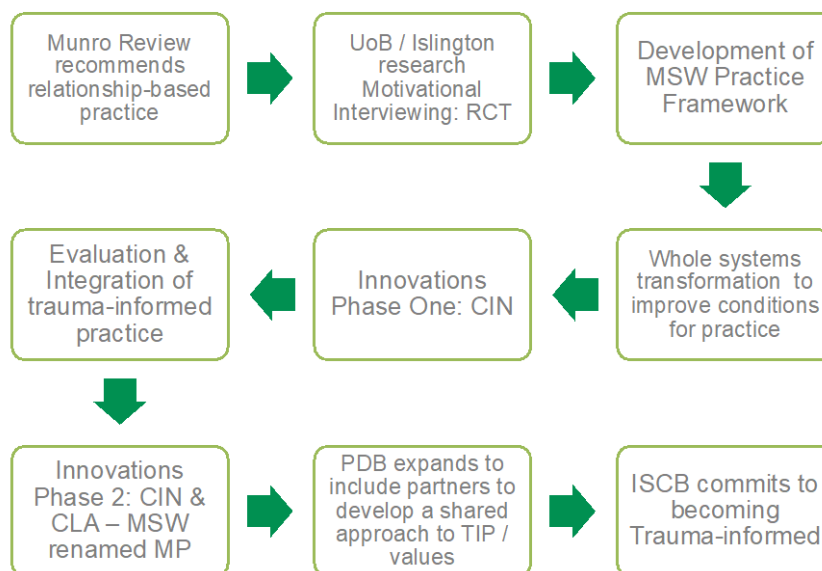 Munro Review
recommends
relationship-based
practice
UoB / Islington
research
Motivational
Interviewing: RCT
Development of
MSW Practice
Framework
Evaluation &
Integration of
trauma-informed
practice
Innovations
Phase One: CIN
Whole systems
transformation to
improve conditions
for practice
Innovations
Phase 2: CIN &
CLA – MSW
renamed MP
PDB expands to
include partners to
develop a shared
approach to TIP /
values
ISCB commits to
becoming
Trauma-informed